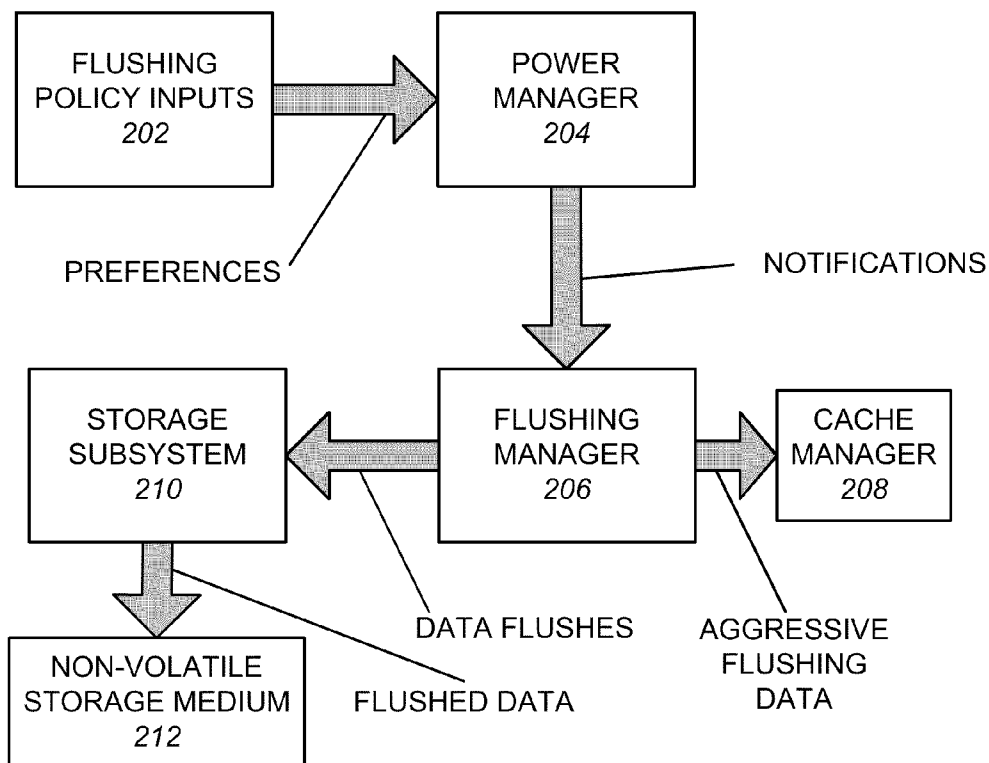 FLUSHING
POLICY INPUTS
202
POWER
MANAGER
204
PREFERENCES
NOTIFICATIONS
STORAGE
SUBSYSTEM
210
FLUSHING
MANAGER
206
CACHE
MANAGER
208
DATA FLUSHES
AGGRESSIVE
FLUSHING
DATA
NON-VOLATILE
STORAGE MEDIUM
212
FLUSHED DATA